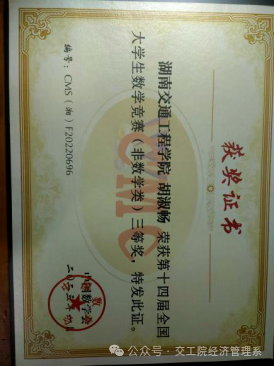 获奖证书
湖南交通工程学院 胡淑畅 荣获第十四届全国
大学生数学竞赛（非数学类）三等奖，特发此证。
编号：CMS（湘）F20220696
中国数学会
公众号·交工院经济管理系